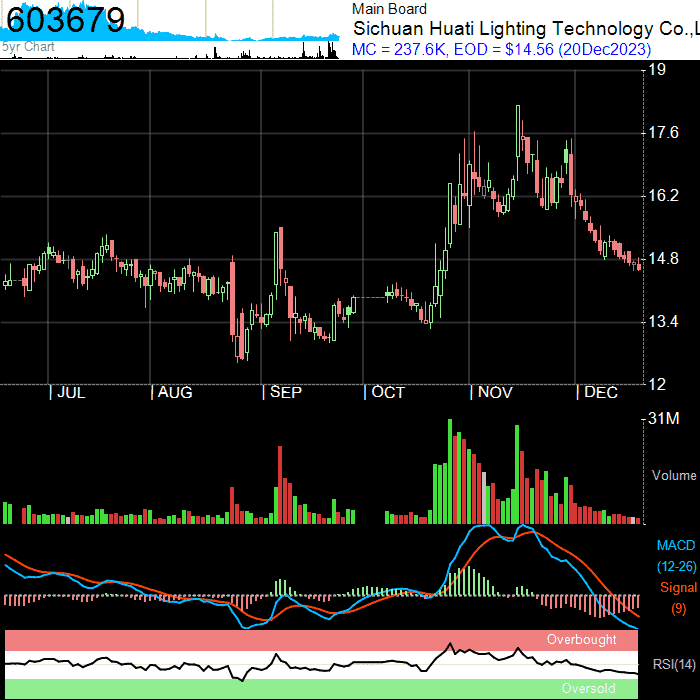 603679
5yr Chart
Main Board
Sichuan Huati Lighting Technology Co.,L
MC = 237.6K, EOD = $14.56 (20Dec2023)
19
17.6
16.2
14.8
13.4
12
JUL
AUG
SEP
OCT
NOV
DEC
31M
Volume
MACD
(12-26)
Signal
(9)
Overbought
RSI(14)
Oversold